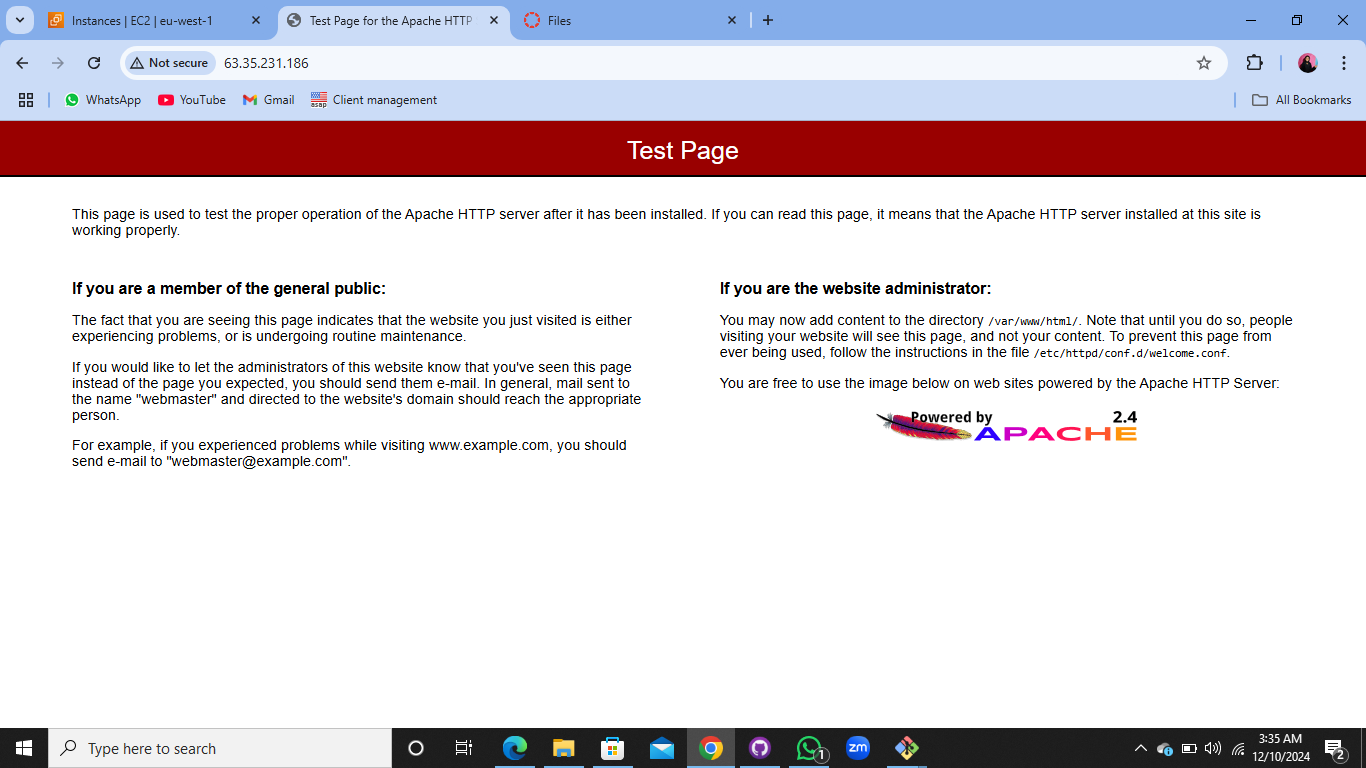 Instances | EC2 | eu-west-1
Test Page for the Apache HTTP
Files
Not secure
63.35.231.186
WhatsApp
YouTube
Gmail
asap
Client management
All Bookmarks
Test Page
This page is used to test the proper operation of the Apache HTTP server after it has been installed. If you can read this page, it means that the Apache HTTP server installed at this site is
working properly.
If you are a member of the general public:
The fact that you are seeing this page indicates that the website you just visited is either
experiencing problems, or is undergoing routine maintenance.
If you would like to let the administrators of this website know that you've seen this page
instead of the page you expected, you should send them e-mail. In general, mail sent to
the name "webmaster" and directed to the website's domain should reach the appropriate
person.
For example, if you experienced problems while visiting www.example.com, you should
send e-mail to "webmaster@example.com".
If you are the website administrator:
You may now add content to the directory /var/www/html/. Note that until you do so, people
visiting your website will see this page, and not your content. To prevent this page from
ever being used, follow the instructions in the file /etc/httpd/conf.d/welcome.conf.
You are free to use the image below on web sites powered by the Apache HTTP Server:
Powered by 2.4
APACHE
Type here to search
1
zm
3:35 AM
12/10/2024
2